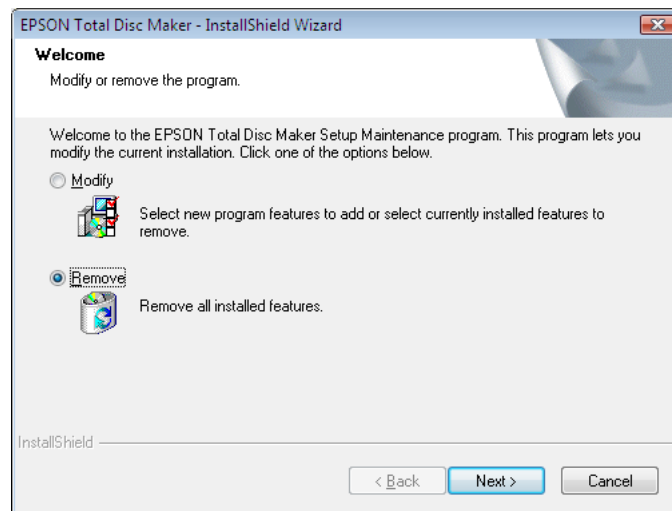 EPSON Total Disc Maker - InstallShield Wizard
Welcome
Modify or remove the program.
Welcome to the EPSON Total Disc Maker Setup Maintenance program. This program lets you
modify the current installation. Click one of the options below.
Modify
Select new program features to add or select currently installed features to
remove.
Remove
Remove all installed features.
InstallShield
< Back
Next >
Cancel